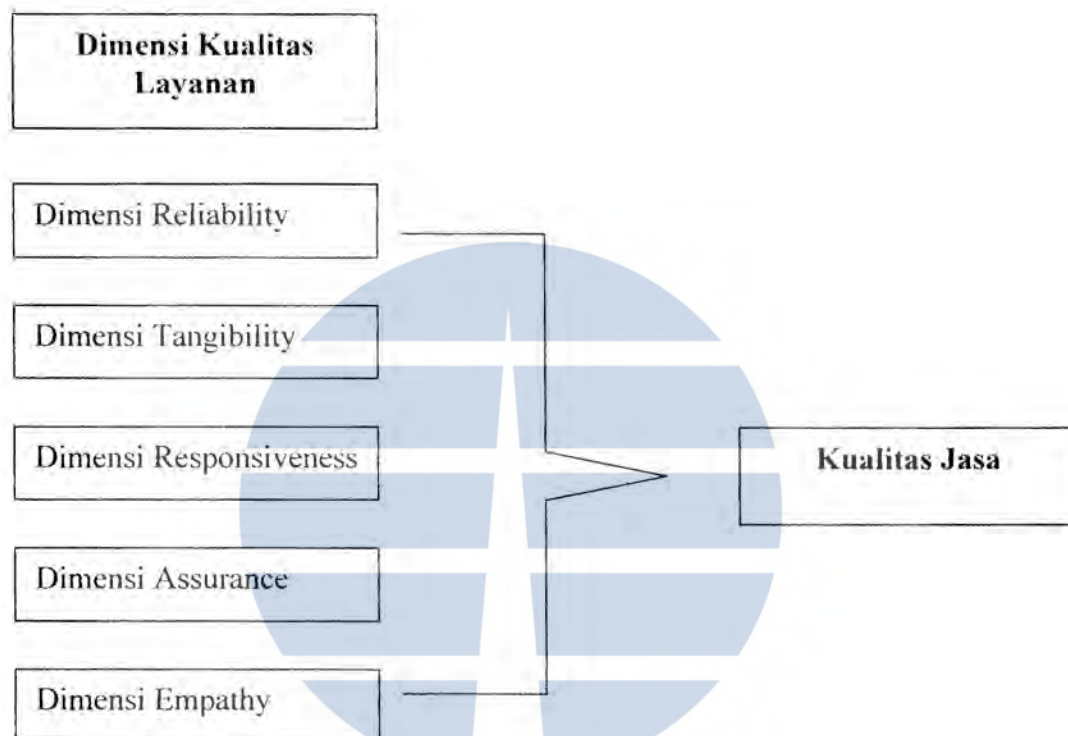 Dimensi Kualitas
Layanan
Dimensi Reliability
Dimensi Tangibility
Dimensi Responsiveness
Kualitas Jasa
Dimensi Assurance
Dimensi Empathy